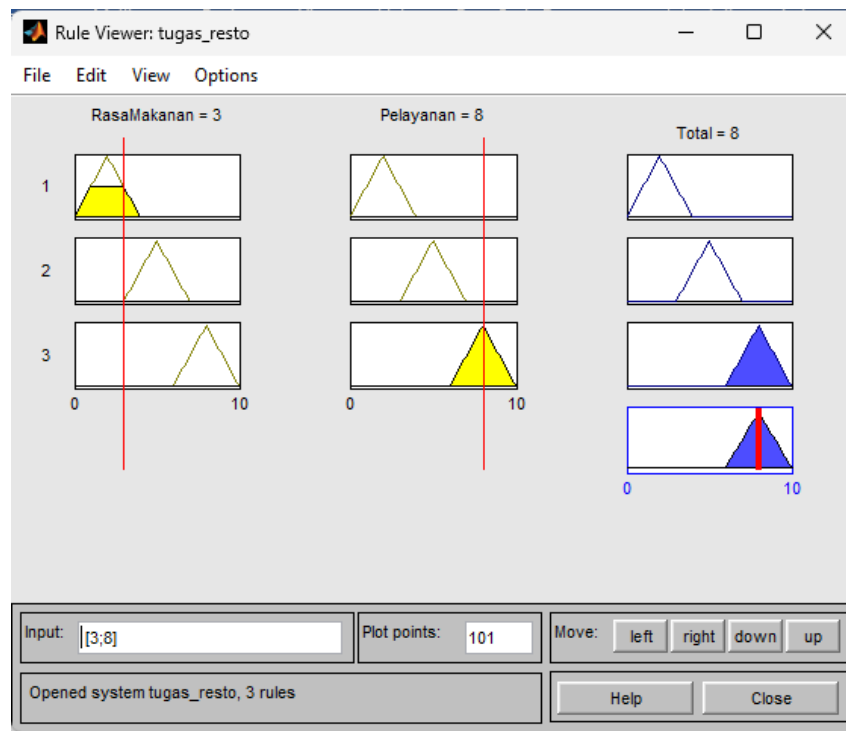 Rule Viewer: tugas_resto
File Edit View Options
RasaMakanan = 3
Pelayanan = 8
Total = 8
1
2
3
0 10
0 10
0 10
Input: [3;8]
Plot points: 101
Move: left right down up
Opened system tugas_resto, 3 rules
Help Close